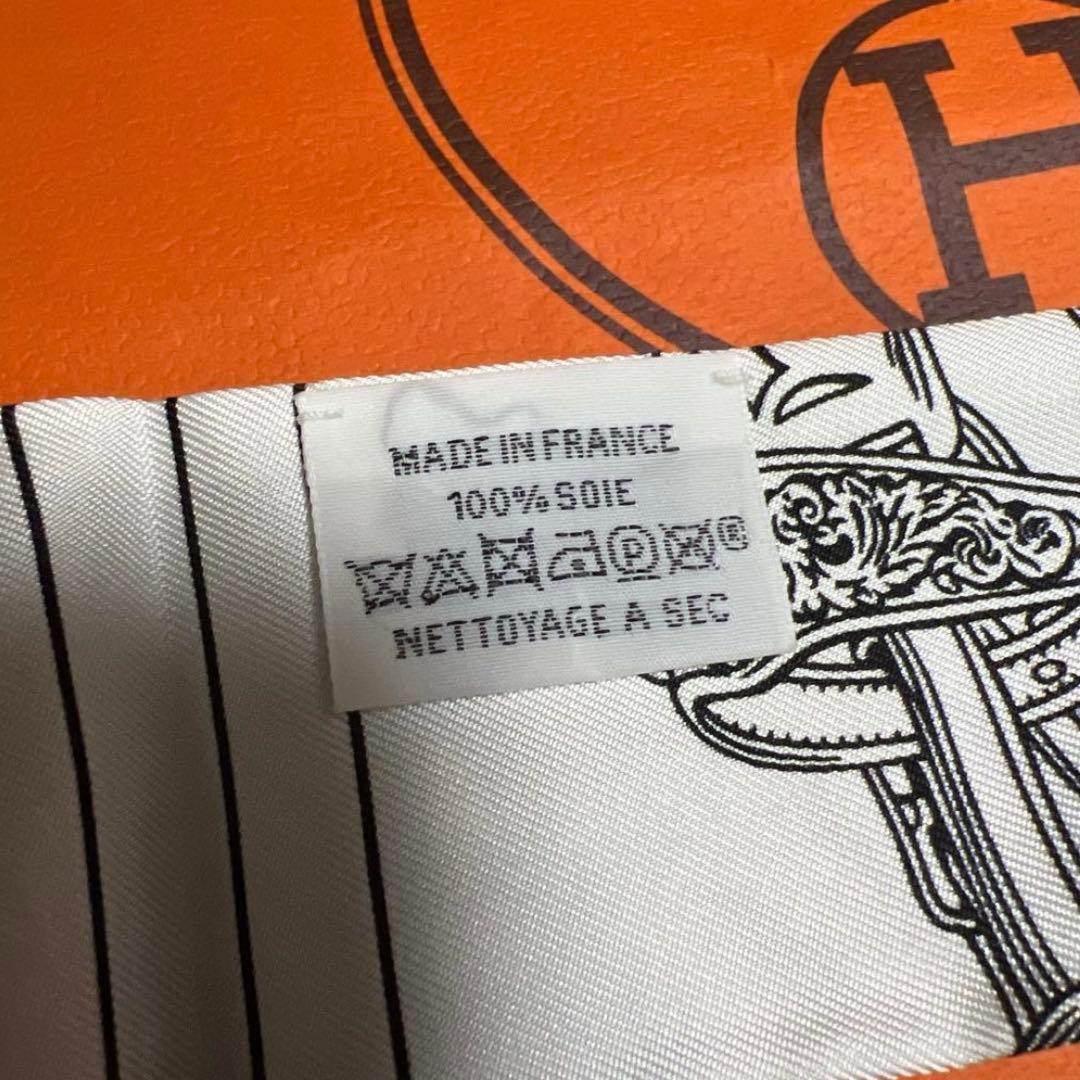 H
MADE IN FRANCE
100% SOIE
P ®
NETTOYAGE A SEC